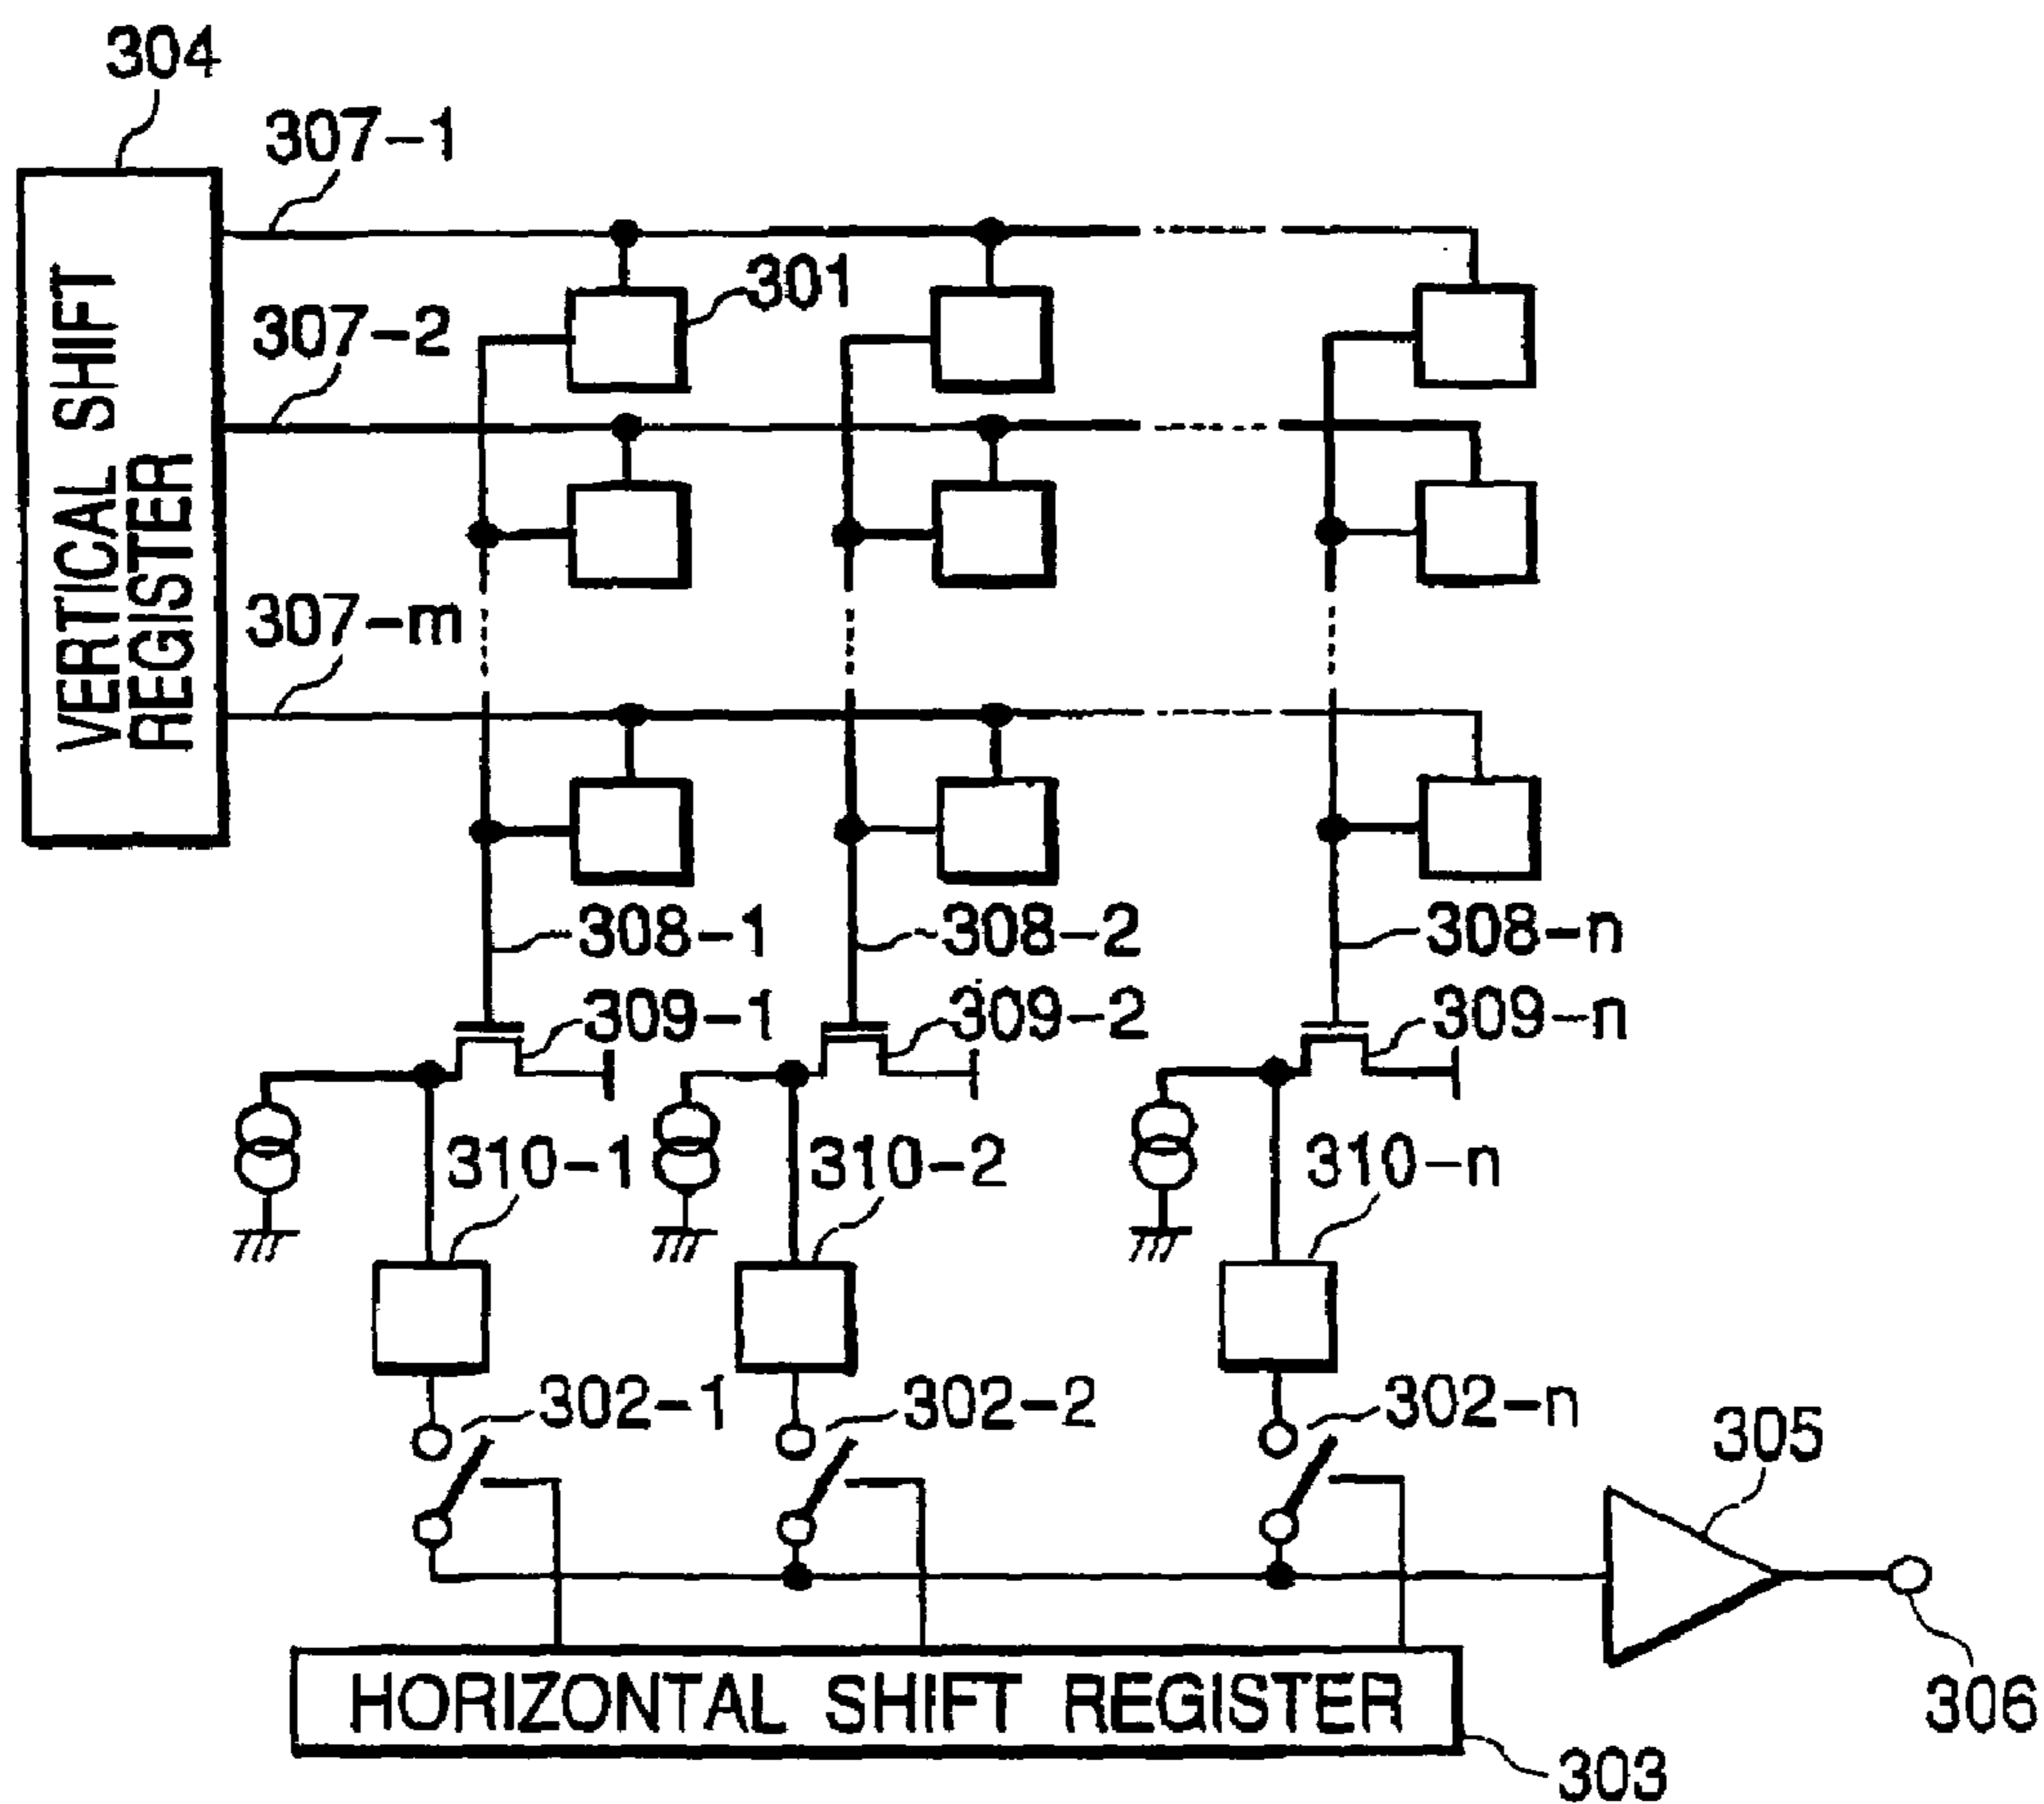 304
307-1
301
307-2
VERTICAL SHIFT
REGISTER
307-m
308-1
308-2
308-n
309-1
309-2
309-n
310-1
310-2
310-n
302-1
302-2
302-n
305
HORIZONTAL SHIFT REGISTER
306
303